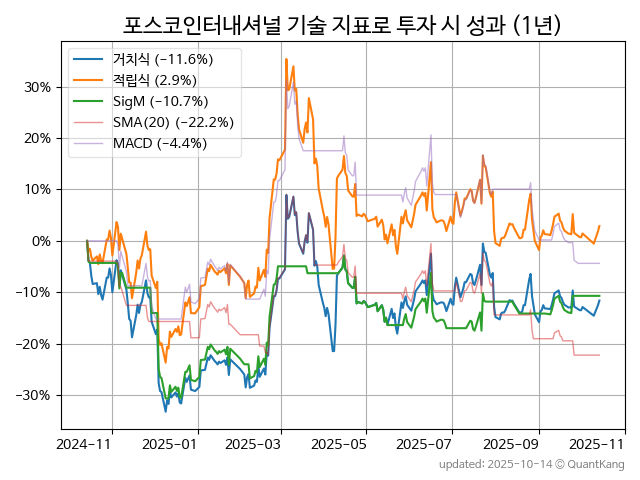 포스코인터내셔널 기술 지표로 투자 시 성과 (1년)
거치식 (-11.6%)
적립식 (2.9%)
SigM (-10.7%)
SMA(20) (-22.2%)
MACD (-4.4%)
30%
20%
10%
0%
-10%
-20%
-30%
2024-11 2025-01 2025-03 2025-05 2025-07 2025-09 2025-11
updated: 2025-10-14 © QuantKang